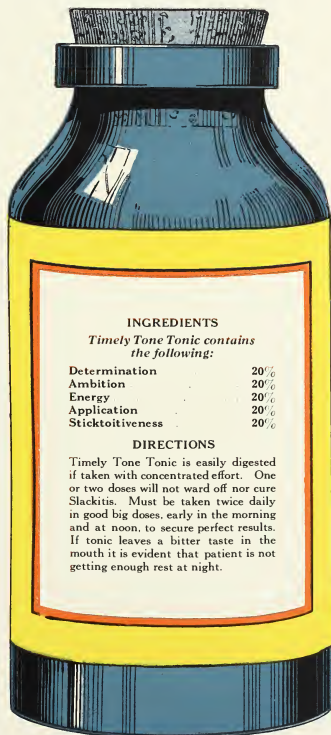 INGREDIENTS
Timely Tone Tonic contains
the following:
Determination 20%
Ambition 20%
Energy 20%
Application 20%
Sticktoitiveness 20%
DIRECTIONS
Timely Tone Tonic is easily digested
if taken with concentrated effort. One
or two doses will not ward off nor cure
Slackitis. Must be taken twice daily
in good big doses, early in the morning
and at noon, to secure perfect results.
If tonic leaves a bitter taste in the
mouth it is evident that patient is not
getting enough rest at night.